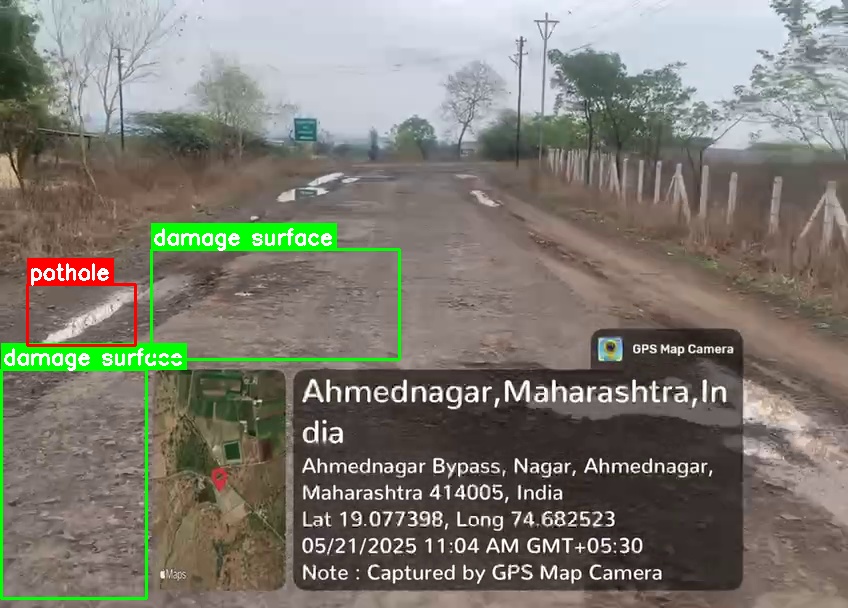 damage surface
pothole
damage surface
GPS Map Camera
Ahmednagar,Maharashtra,In
dia
Ahmednagar Bypass, Nagar, Ahmednagar,
Maharashtra 414005, India
Lat 19.077398, Long 74.682523
05/21/2025 11:04 AM GMT+05:30
Note : Captured by GPS Map Camera
Maps